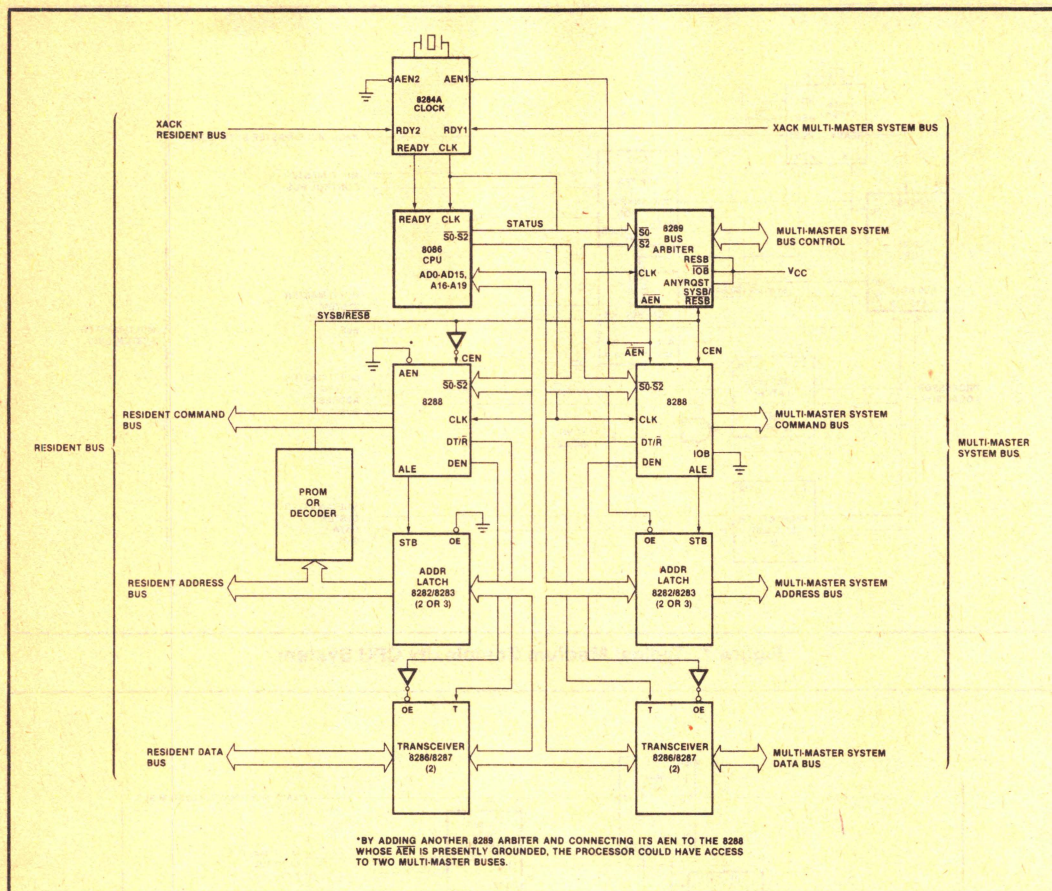 AEN2 AEN1
8284A
CLOCK
XACK
RESIDENT BUS
RDY2 RDY1
XACK MULTI-MASTER SYSTEM BUS
READY CLK
READY CLK
S0-S2
STATUS
8086
CPU
AD0-AD15,
A16-A19
S0-
S2
8289
BUS
ARBITER
RESB
IOB
CLK
ANYRQST
SYSB/
RESB
AEN
MULTI-MASTER SYSTEM
BUS CONTROL
VCC
SYSB/RESB
*
CEN
AEN
CEN
AEN
S0-S2
8288
CLK
DT/R
DEN
ALE
S0-S2
8288
CLK
DT/R
IOB
DEN
ALE
RESIDENT COMMAND
BUS
MULTI-MASTER SYSTEM
COMMAND BUS
RESIDENT BUS
MULTI-MASTER
SYSTEM BUS
PROM
OR
DECODER
STB OE
ADDR
LATCH
8282/8283
(2 OR 3)
OE STB
ADDR
LATCH
8282/8283
(2 OR 3)
RESIDENT ADDRESS
BUS
MULTI-MASTER SYSTEM
ADDRESS BUS
OE T
TRANSCEIVER
8286/8287
(2)
T OE
TRANSCEIVER
8286/8287
(2)
RESIDENT DATA
BUS
MULTI-MASTER SYSTEM
DATA BUS
*BY ADDING ANOTHER 8289 ARBITER AND CONNECTING ITS AEN TO THE 8288
WHOSE AEN IS PRESENTLY GROUNDED, THE PROCESSOR COULD HAVE ACCESS
TO TWO MULTI-MASTER BUSES.